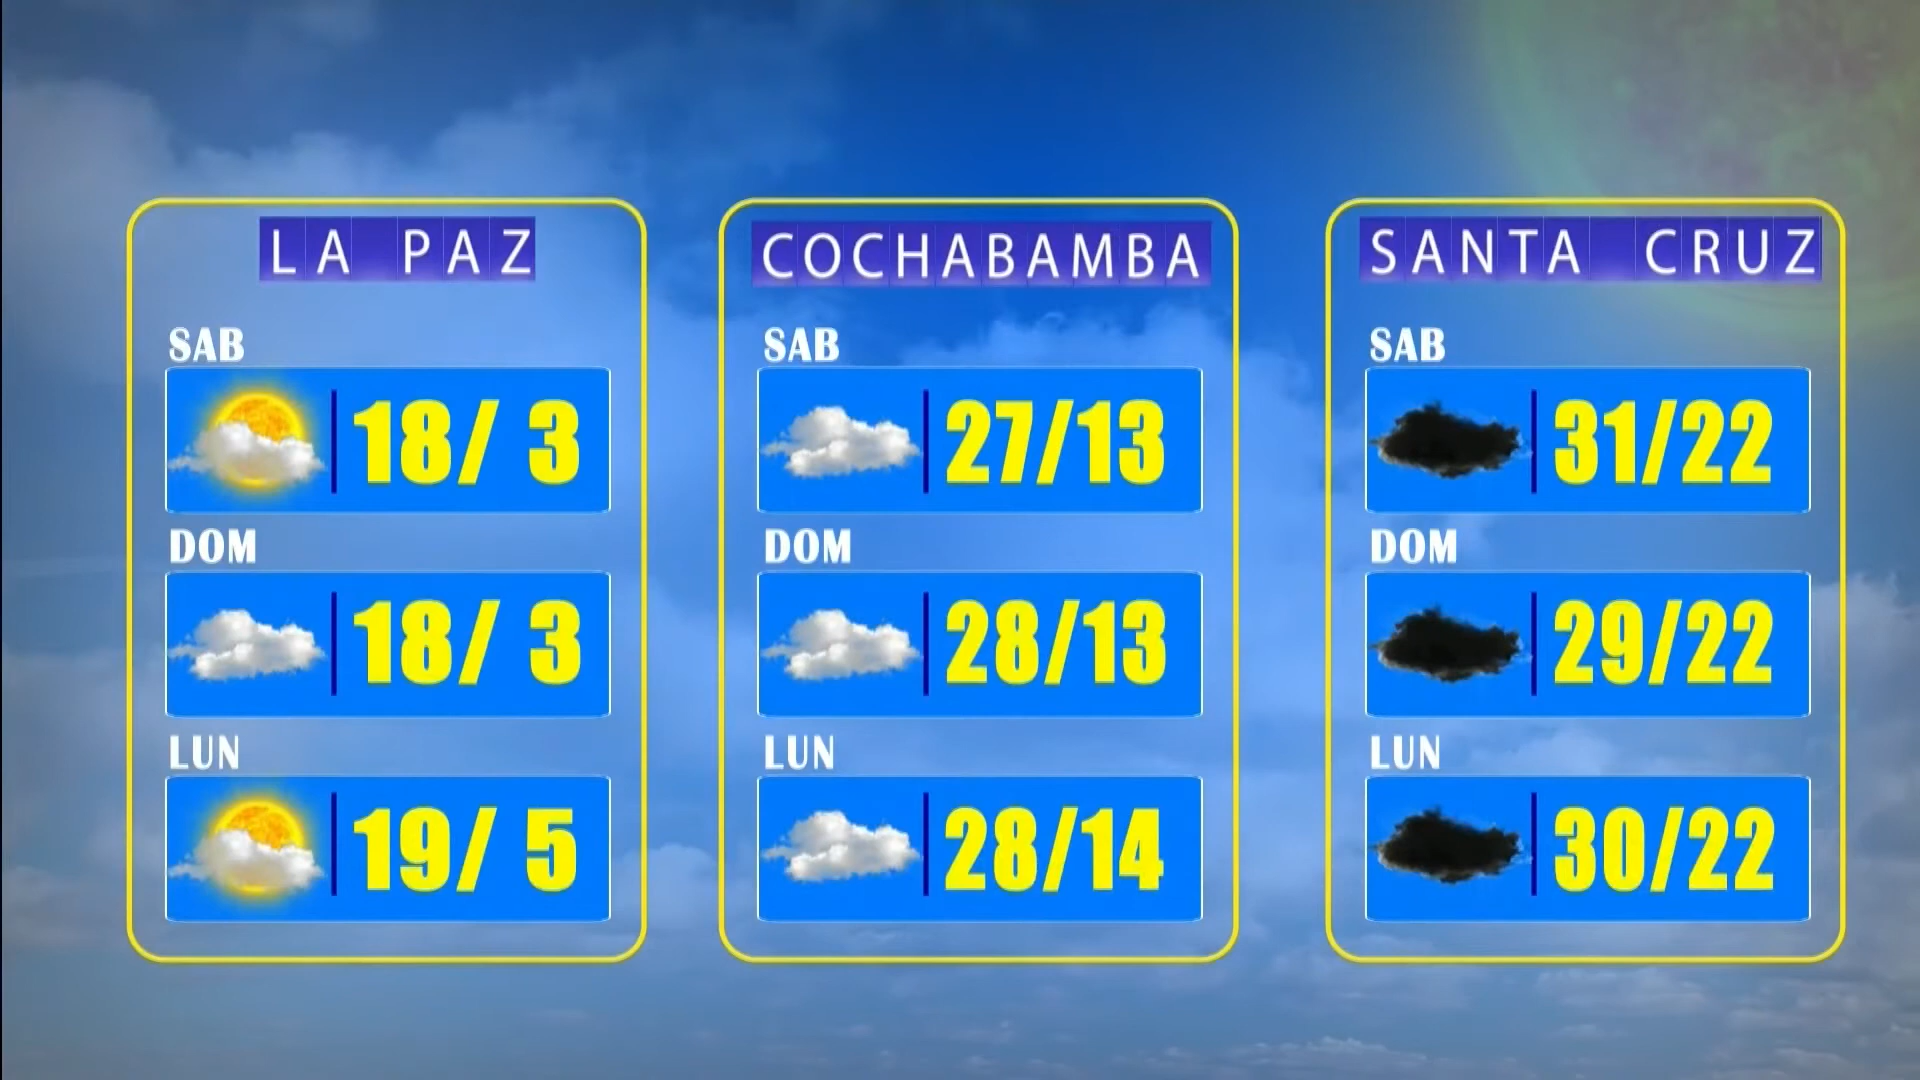 LA PAZ
SAB
18/ 3
DOM
18/ 3
LUN
19/ 5
COCHABAMBA
SAB
27/13
DOM
28/13
LUN
28/14
SANTA CRUZ
SAB
31/22
DOM
29/22
LUN
30/22